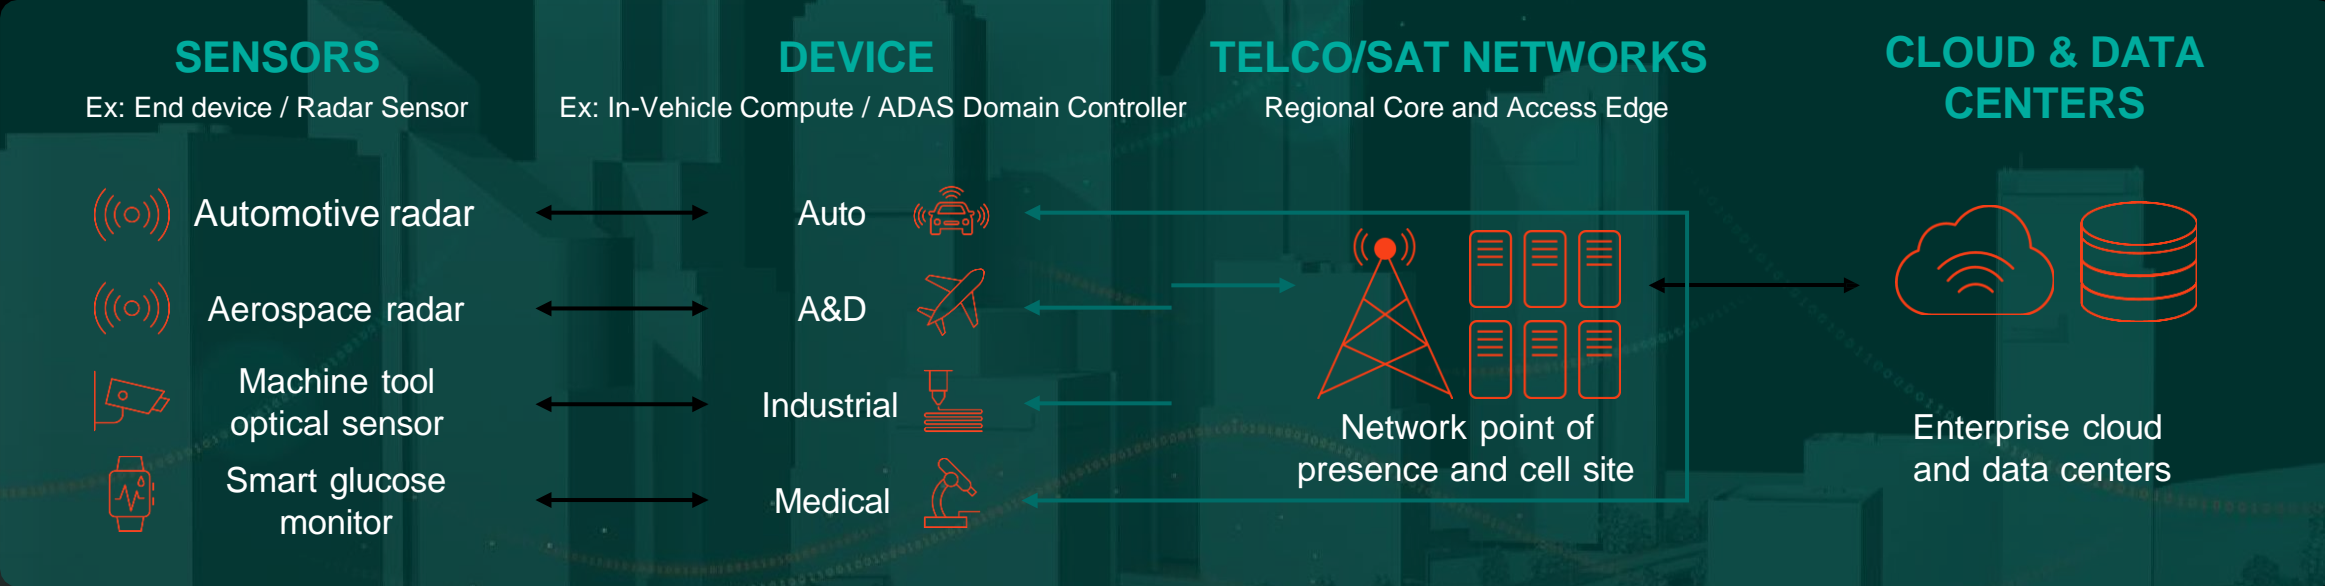 SENSORS
Ex: End device / Radar Sensor
Automotive radar
Aerospace radar
Machine tool
optical sensor
Smart glucose
monitor
DEVICE
Ex: In-Vehicle Compute / ADAS Domain Controller
Auto
A&D
Industrial
Medical
TELCO/SAT NETWORKS
Regional Core and Access Edge
Network point of
presence and cell site
CLOUD & DATA
CENTERS
Enterprise cloud
and data centers